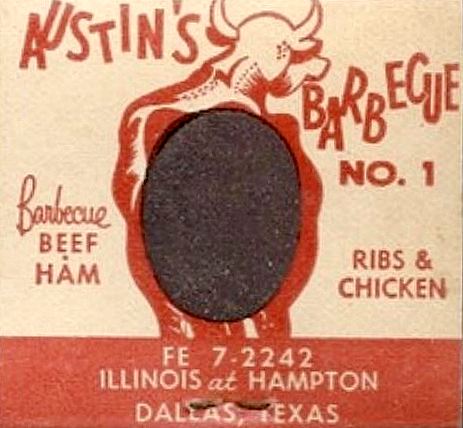 AUSTIN'S
BARBECUE
NO. 1
Barbecue
BEEF
HAM
RIBS &
CHICKEN
FE 7-2242
ILLINOIS at HAMPTON
DALLAS, TEXAS